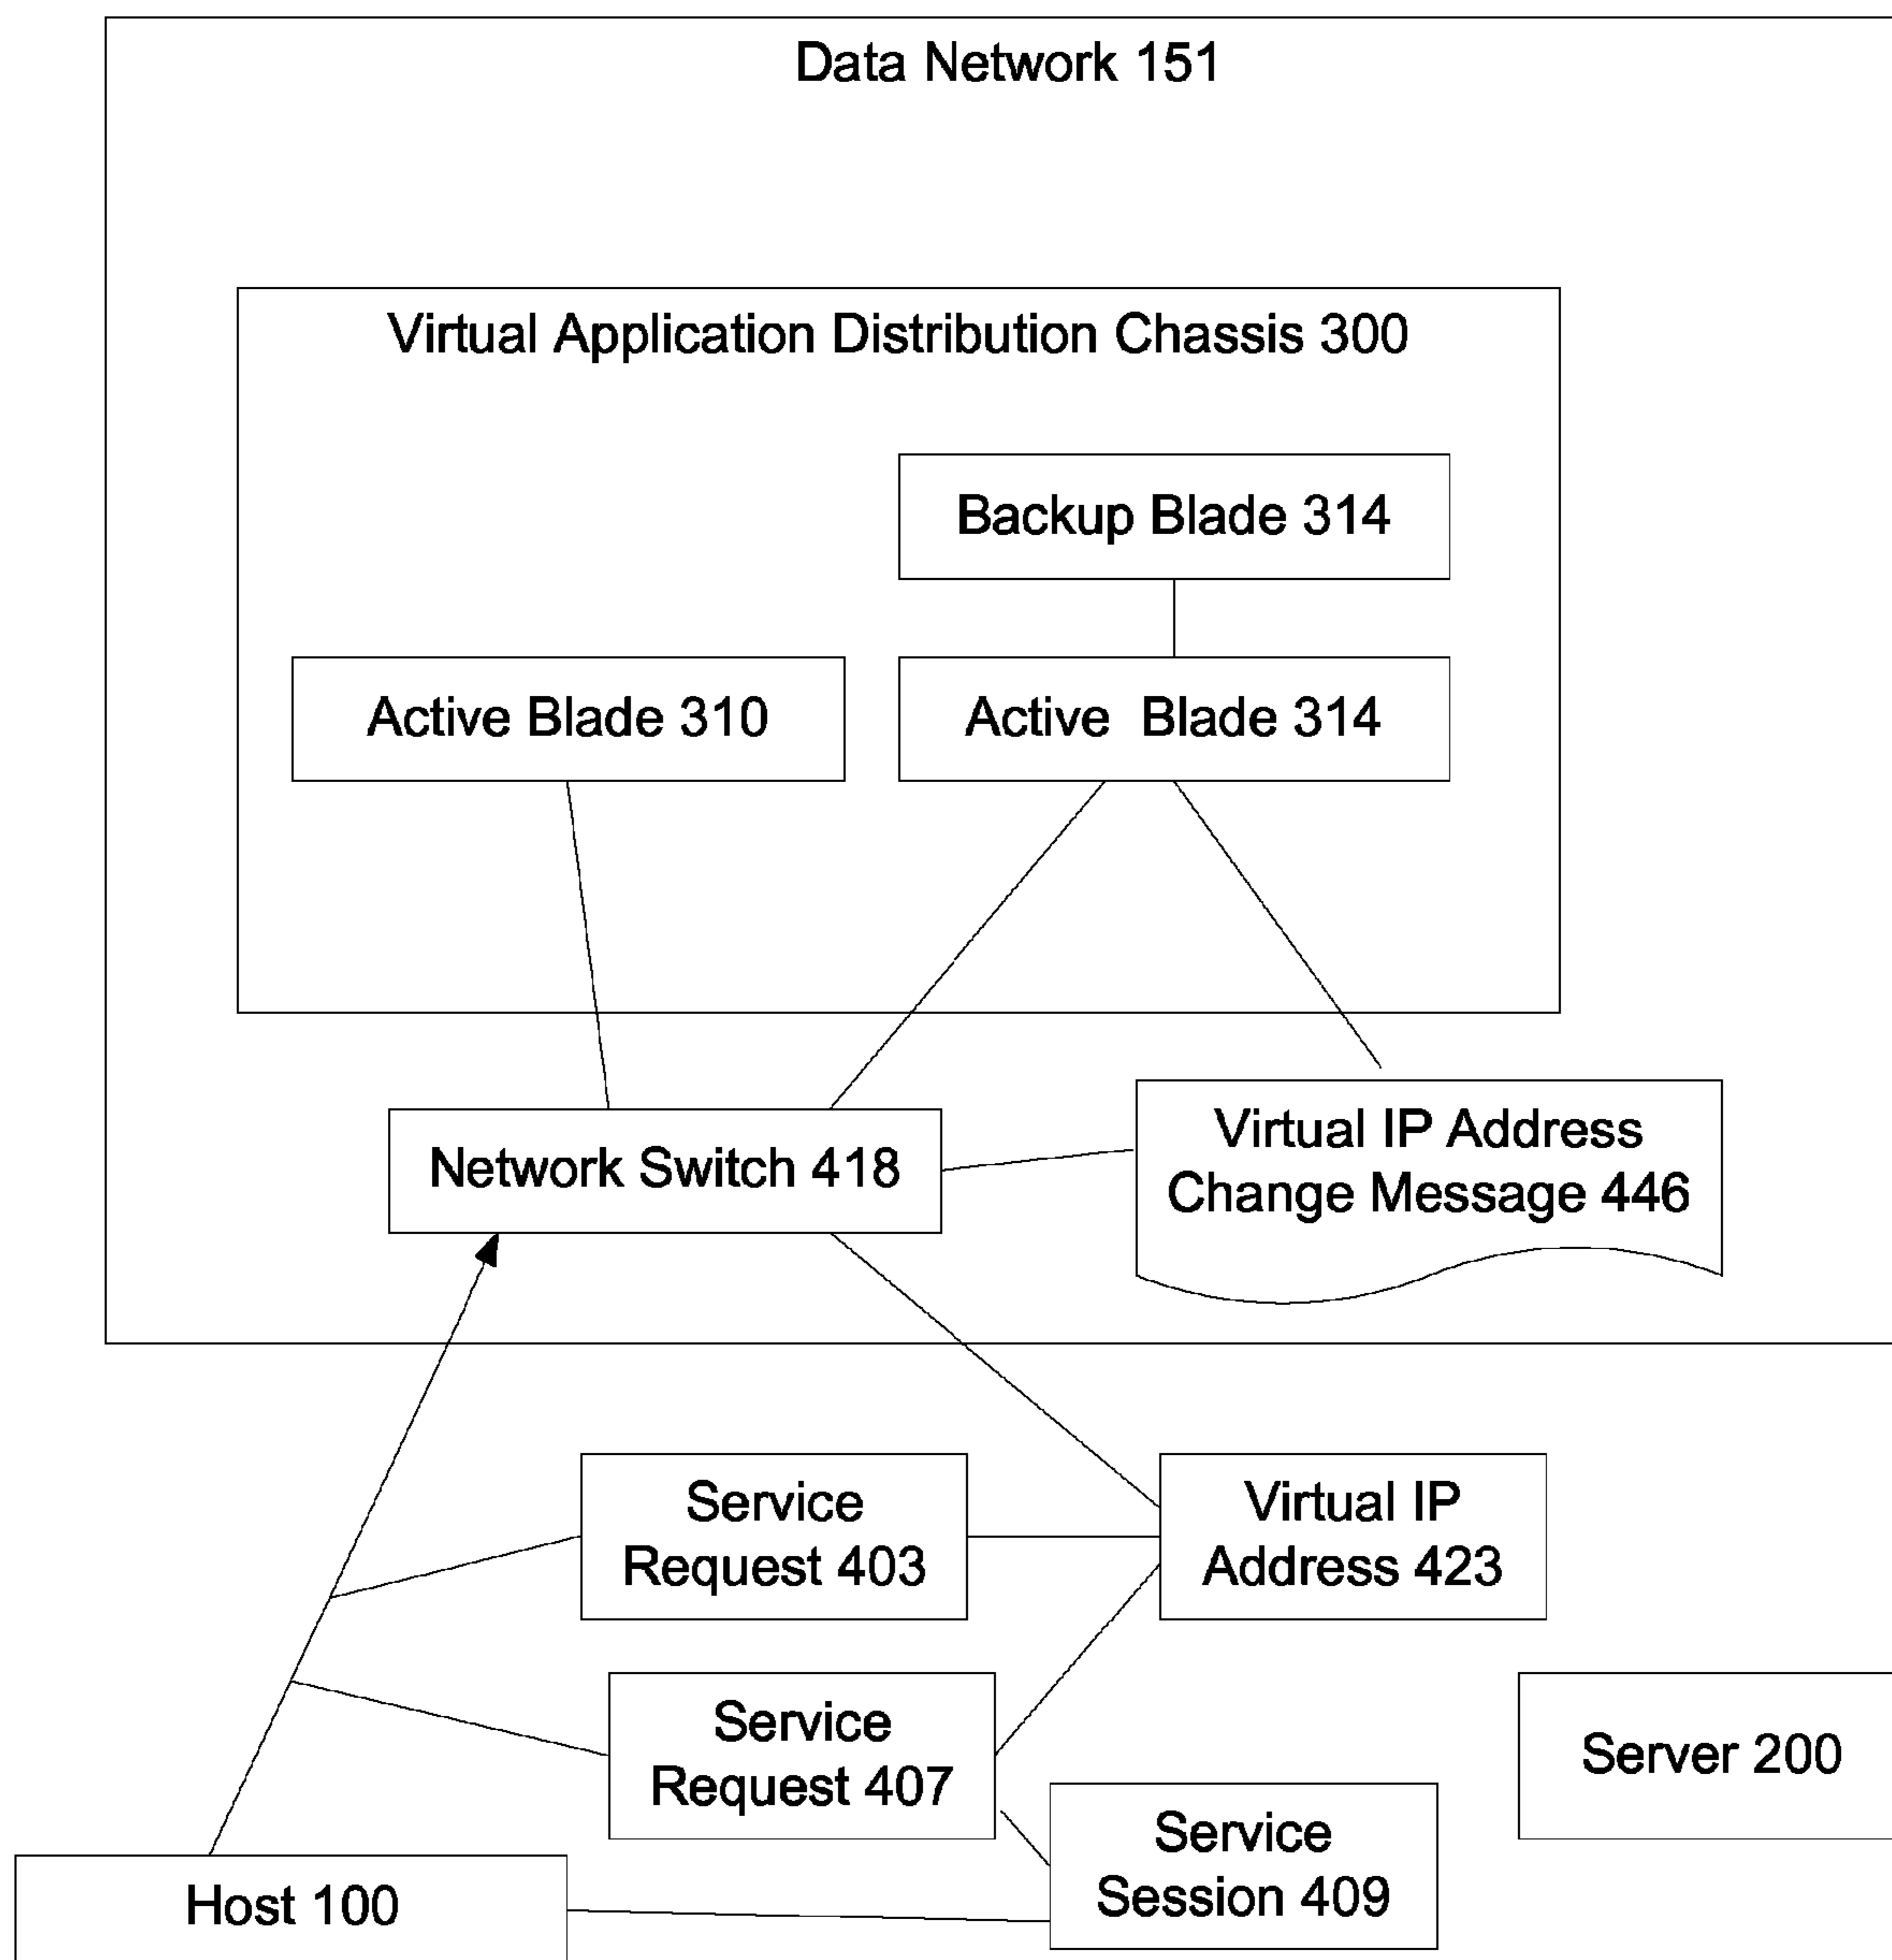 Data Network 151
Virtual Application Distribution Chassis 300
Backup Blade 314
Active Blade 310
Active Blade 314
Network Switch 418
Virtual IP Address
Change Message 446
Service
Request 403
Virtual IP
Address 423
Service
Request 407
Server 200
Service
Session 409
Host 100